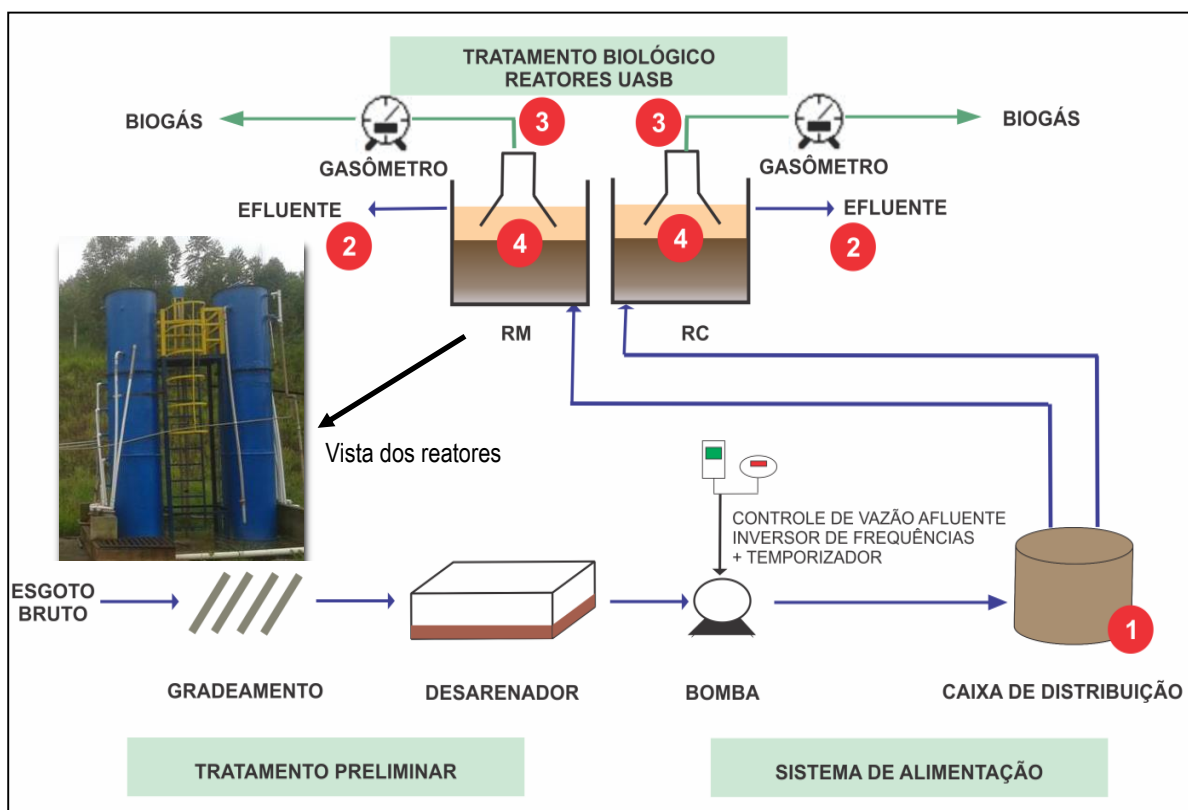 TRATAMENTO BIOLÓGICO
REATORES UASB
BIOGÁS
3
3
BIOGÁS
GASÔMETRO
GASÔMETRO
EFLUENTE
EFLUENTE
2
4
4
2
RM
RC
Vista dos reatores
CONTROLE DE VAZÃO AFLUENTE
INVERSOR DE FREQUÊNCIAS
+ TEMPORIZADOR
ESGOTO
BRUTO
1
GRADEAMENTO
DESARENADOR
BOMBA
CAIXA DE DISTRIBUIÇÃO
TRATAMENTO PRELIMINAR
SISTEMA DE ALIMENTAÇÃO